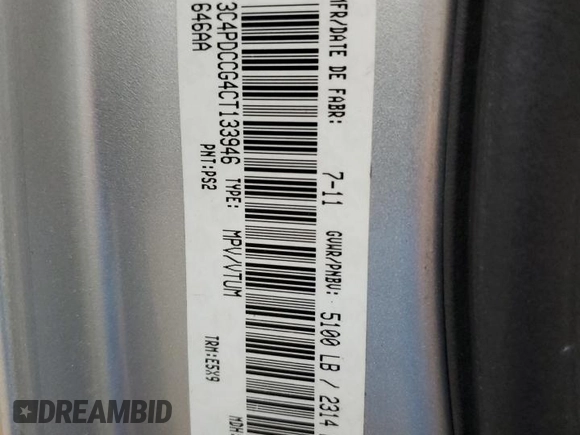 MFR/DATE DE FABR: 7-11 GVWR/PNBV: 5100 LB / 2314
3C4PDCCG4CT133946 TYPE: MPV/VTUM MDH:
646AA PNT:PS2 TRM:E5X9
DREAMBID